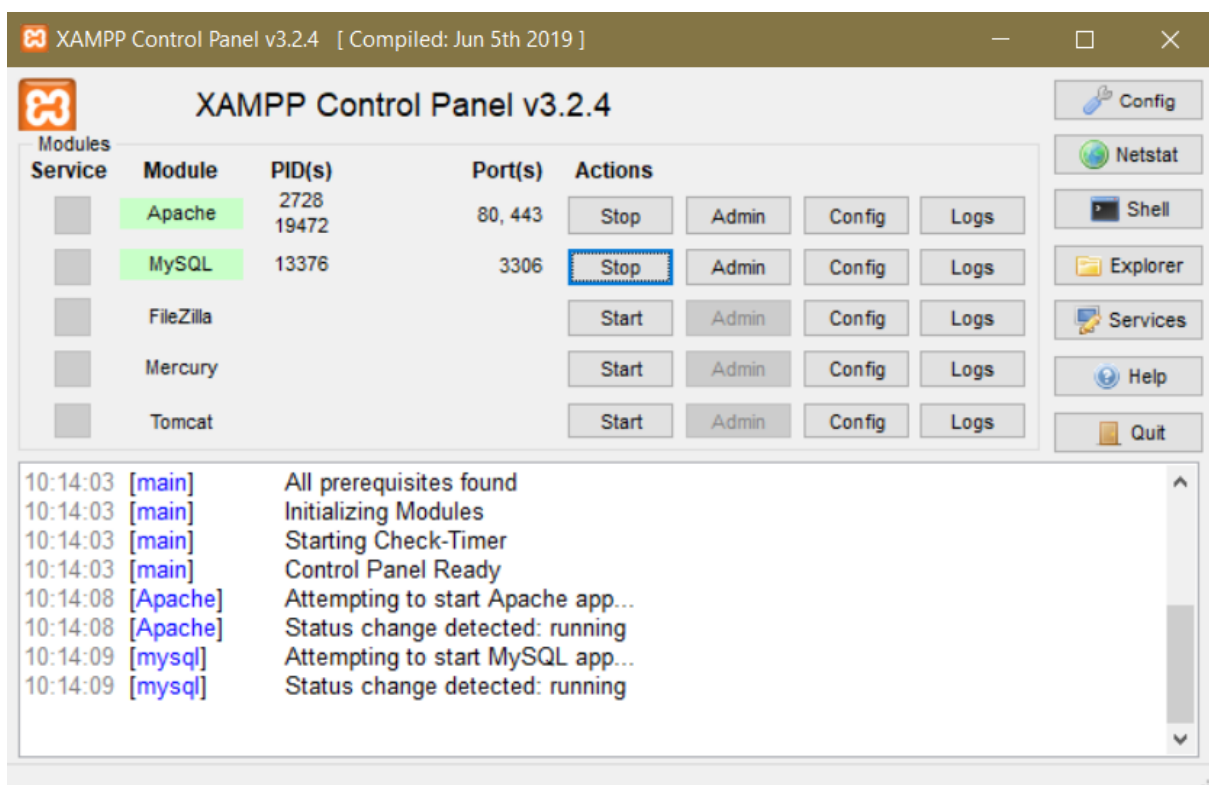 XAMPP Control Panel v3.2.4 [ Compiled: Jun 5th 2019 ]
XAMPP Control Panel v3.2.4
Config
Modules
Netstat
Service Module PID(s) Port(s) Actions
Apache 2728 19472 80, 443 Stop Admin Config Logs
Shell
MySQL 13376 3306 Stop Admin Config Logs
Explorer
FileZilla Start Admin Config Logs
Services
Mercury Start Admin Config Logs
Help
Tomcat Start Admin Config Logs
Quit
10:14:03 [main] All prerequisites found
10:14:03 [main] Initializing Modules
10:14:03 [main] Starting Check-Timer
10:14:03 [main] Control Panel Ready
10:14:08 [Apache] Attempting to start Apache app...
10:14:08 [Apache] Status change detected: running
10:14:09 [mysql] Attempting to start MySQL app...
10:14:09 [mysql] Status change detected: running